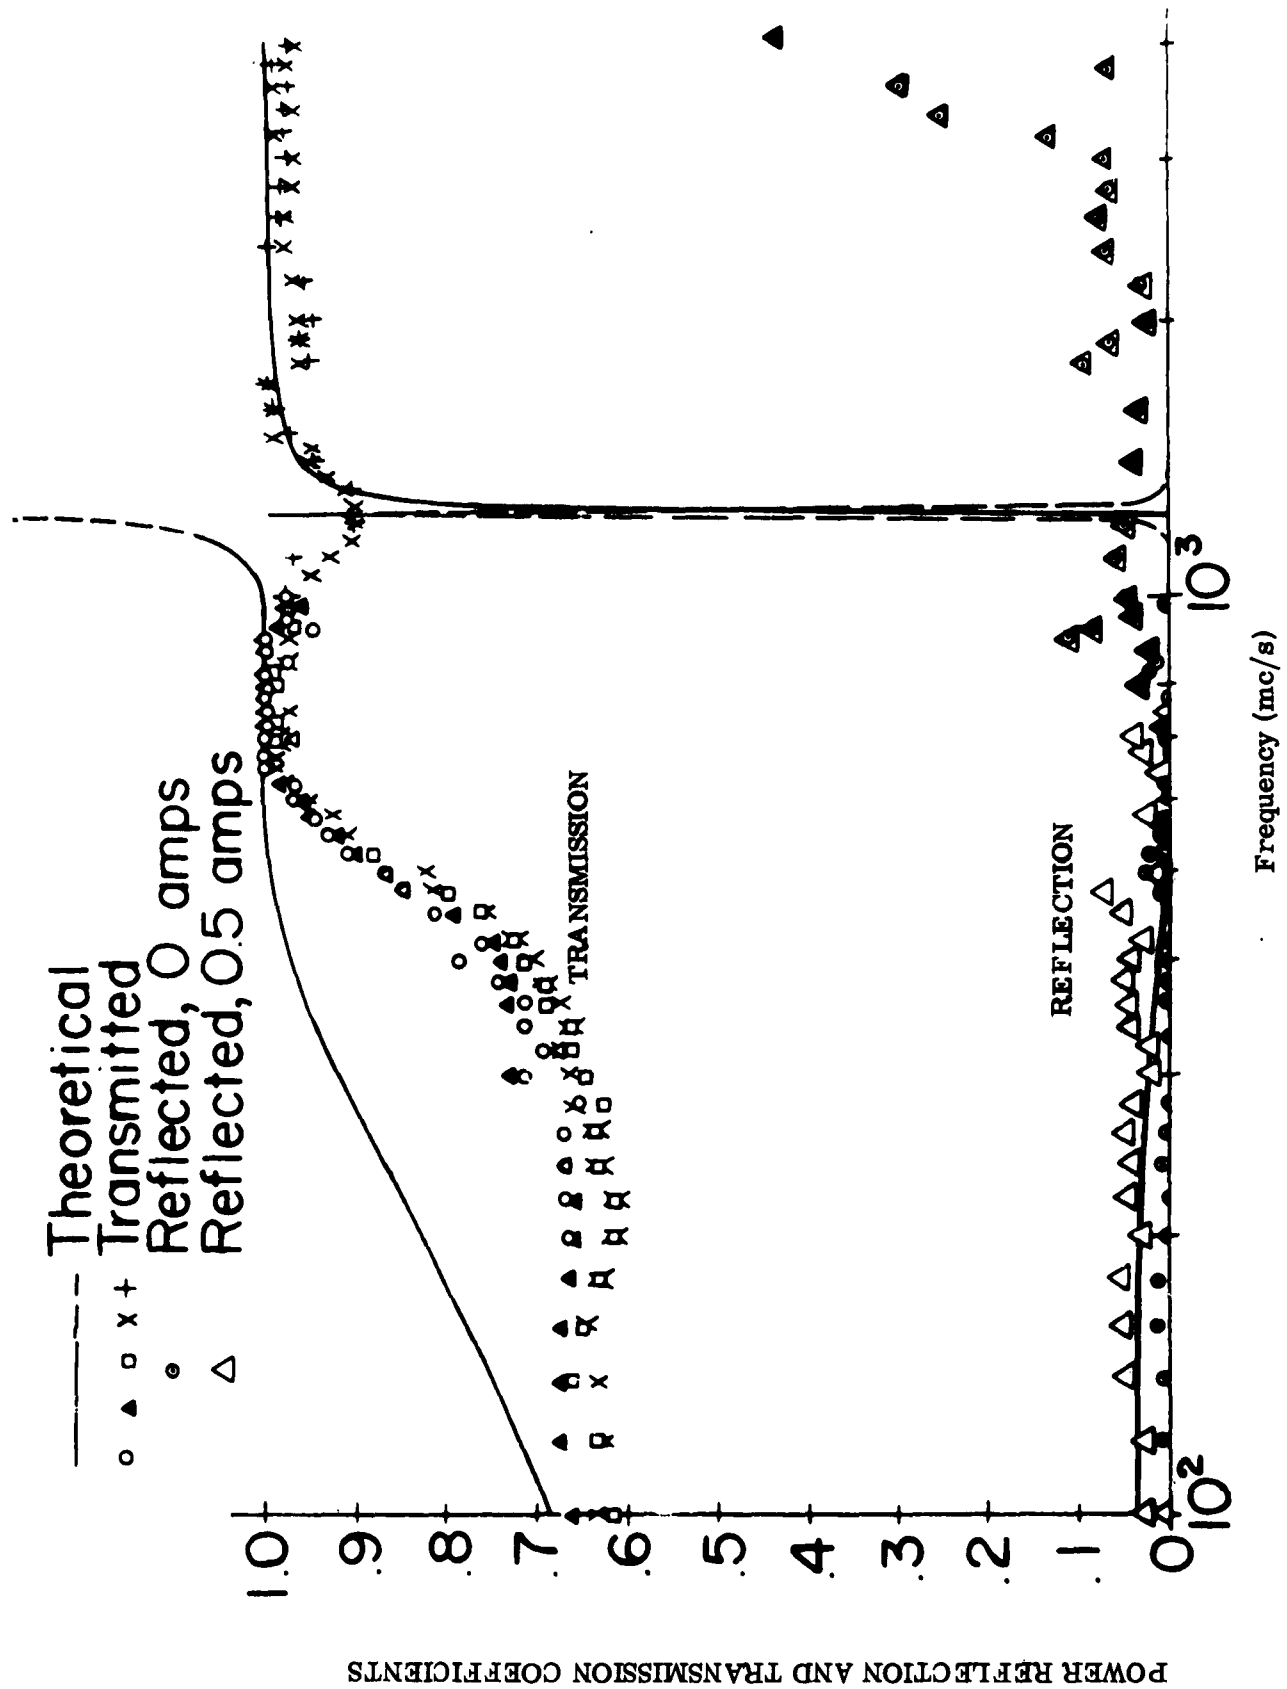 Theoretical
Transmitted
Reflected, 0 amps
Reflected, 0.5 amps
TRANSMISSION
REFLECTION
POWER REFLECTION AND TRANSMISSION COEFFICIENTS
1.0
.9
.8
.7
.6
.5
.4
.3
.2
.1
0
10²
10³
Frequency (mc/s)